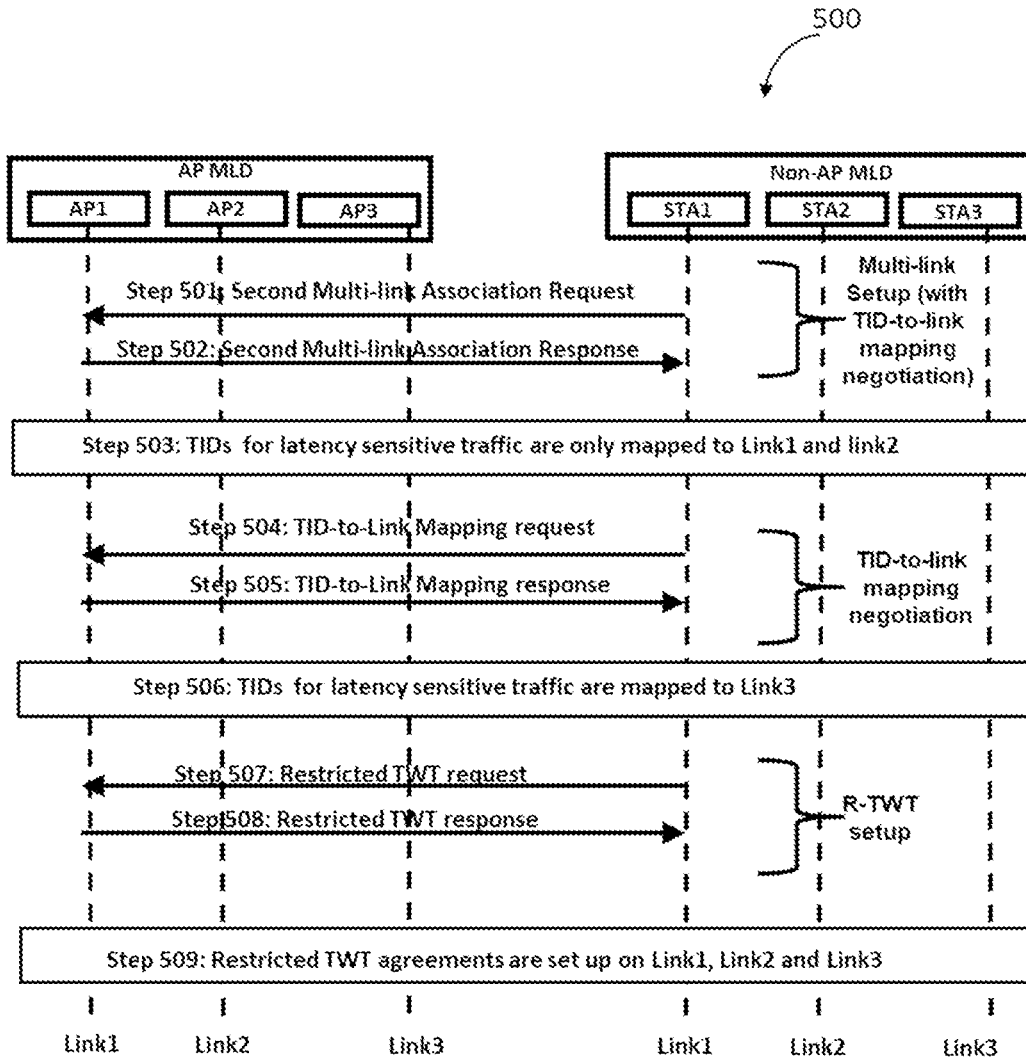 500
AP MLD
AP1
AP2
AP3
Non-AP MLD
STA1
STA2
STA3
Step 501: Second Multi-link Association Request
Step 502: Second Multi-link Association Response
Multi-link
Setup (with
TID-to-link
mapping
negotiation)
Step 503: TIDs for latency sensitive traffic are only mapped to Link1 and link2
Step 504: TID-to-Link Mapping request
Step 505: TID-to-Link Mapping response
TID-to-link
mapping
negotiation
Step 506: TIDs for latency sensitive traffic are mapped to Link3
Step 507: Restricted TWT request
Step 508: Restricted TWT response
R-TWT
setup
Step 509: Restricted TWT agreements are set up on Link1, Link2 and Link3
Link1
Link2
Link3
Link1
Link2
Link3